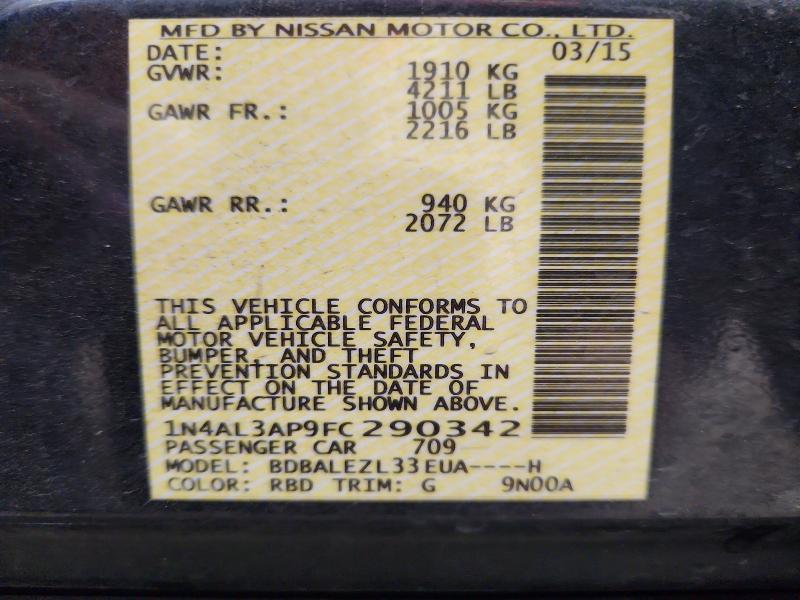 MFD BY NISSAN MOTOR CO., LTD.
DATE: 03/15
GVWR: 1910 KG
4211 LB
GAWR FR.: 1005 KG
2216 LB
GAWR RR.: 940 KG
2072 LB
THIS VEHICLE CONFORMS TO
ALL APPLICABLE FEDERAL
MOTOR VEHICLE SAFETY,
BUMPER, AND THEFT
PREVENTION STANDARDS IN
EFFECT ON THE DATE OF
MANUFACTURE SHOWN ABOVE.
1N4AL3AP9FC290342
PASSENGER CAR 709
MODEL: BDBALEZL33EUA----H
COLOR: RBD TRIM: G 9N00A